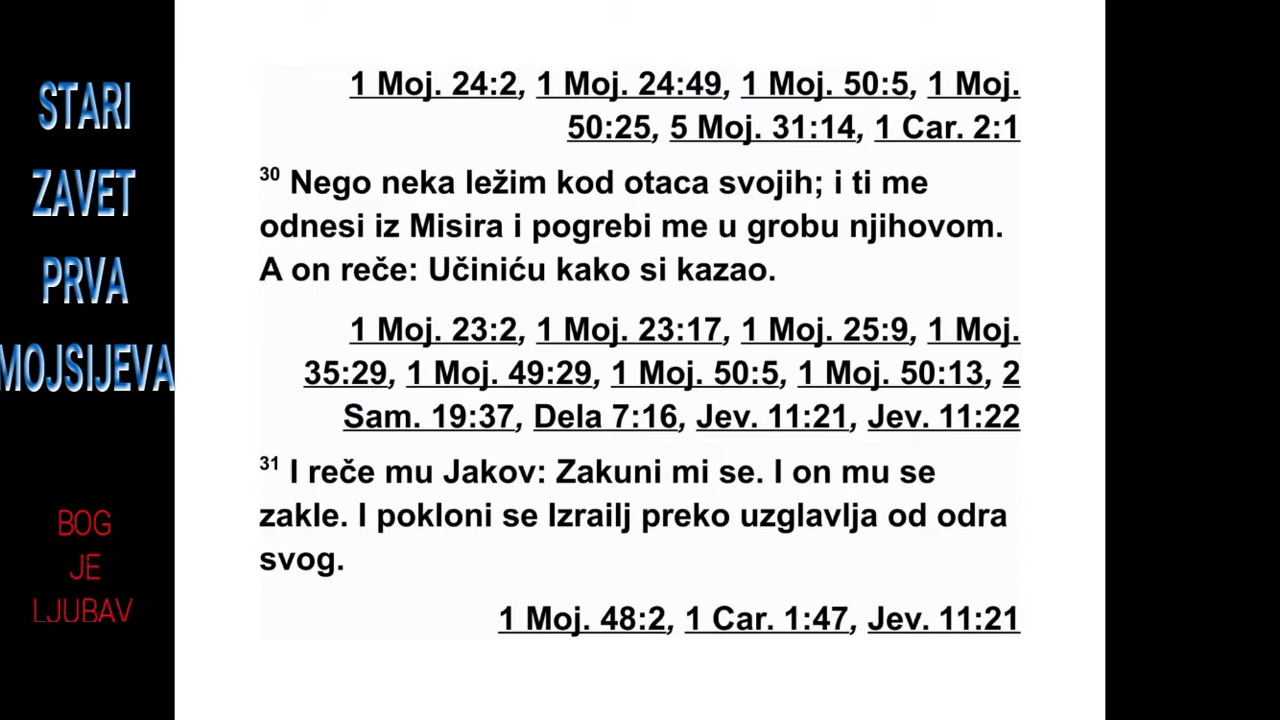 STARI
ZAVET
PRVA
MOJSIJEVA
BOG
JE
LJUBAV
1 Moj. 24:2, 1 Moj. 24:49, 1 Moj. 50:5, 1 Moj.
50:25, 5 Moj. 31:14, 1 Car. 2:1
30 Nego neka ležim kod otaca svojih; i ti me
odnesi iz Misira i pogrebi me u grobu njihovom.
A on reče: Učiniću kako si kazao.
1 Moj. 23:2, 1 Moj. 23:17, 1 Moj. 25:9, 1 Moj.
35:29, 1 Moj. 49:29, 1 Moj. 50:5, 1 Moj. 50:13, 2
Sam. 19:37, Dela 7:16, Jev. 11:21, Jev. 11:22
31 I reče mu Jakov: Zakuni mi se. I on mu se
zakle. I pokloni se Izrailj preko uzglavlja od odra
svog.
1 Moj. 48:2, 1 Car. 1:47, Jev. 11:21